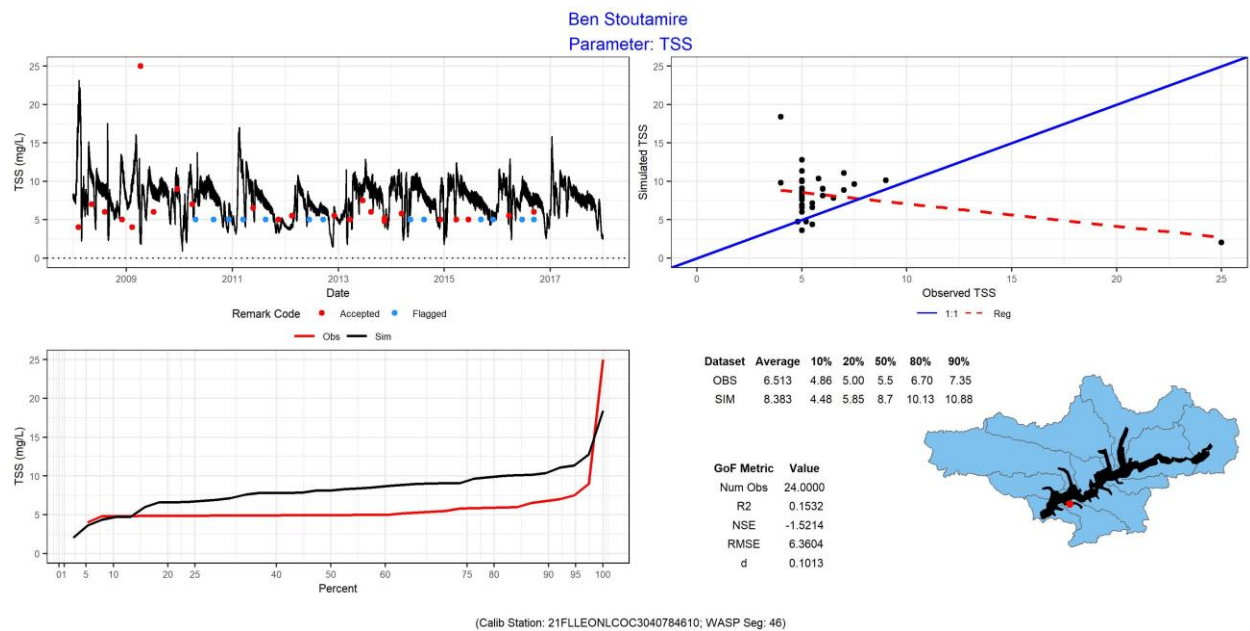 Ben Stoutamire
Parameter: TSS
25
20
15
10
5
0
TSS (mg/L)
2009 2011 2013 2015 2017
Date
Remark Code Accepted Flagged
25
20
15
10
5
0
Simulated TSS
0 5 10 15 20 25
Observed TSS
1:1 Reg
Obs Sim
25
20
15
10
5
0
TSS (mg/L)
01 5 10 20 25 40 50 60 75 80 90 95 100
Percent
Dataset Average 10% 20% 50% 80% 90%
OBS 6.513 4.86 5.00 5.5 6.70 7.35
SIM 8.383 4.48 5.85 8.7 10.13 10.88
GoF Metric Value
Num Obs 24.0000
R2 0.1532
NSE -1.5214
RMSE 6.3604
d 0.1013
(Calib Station: 21FLLEONLCOC3040784610; WASP Seg: 46)